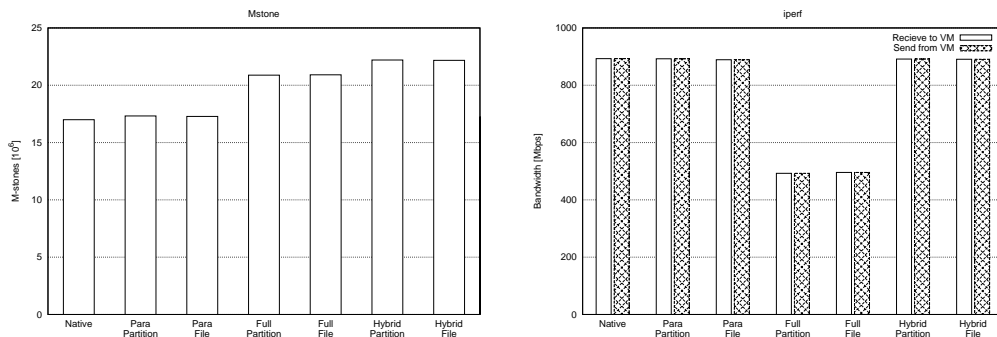 Mstone
M-stones [10^6]
25
20
15
10
5
0
Native
Para
Partition
Para
File
Full
Partition
Full
File
Hybrid
Partition
Hybrid
File
iperf
Bandwidth [Mbps]
1000
800
600
400
200
0
Recieve to VM
Send from VM
Native
Para
Partition
Para
File
Full
Partition
Full
File
Hybrid
Partition
Hybrid
File